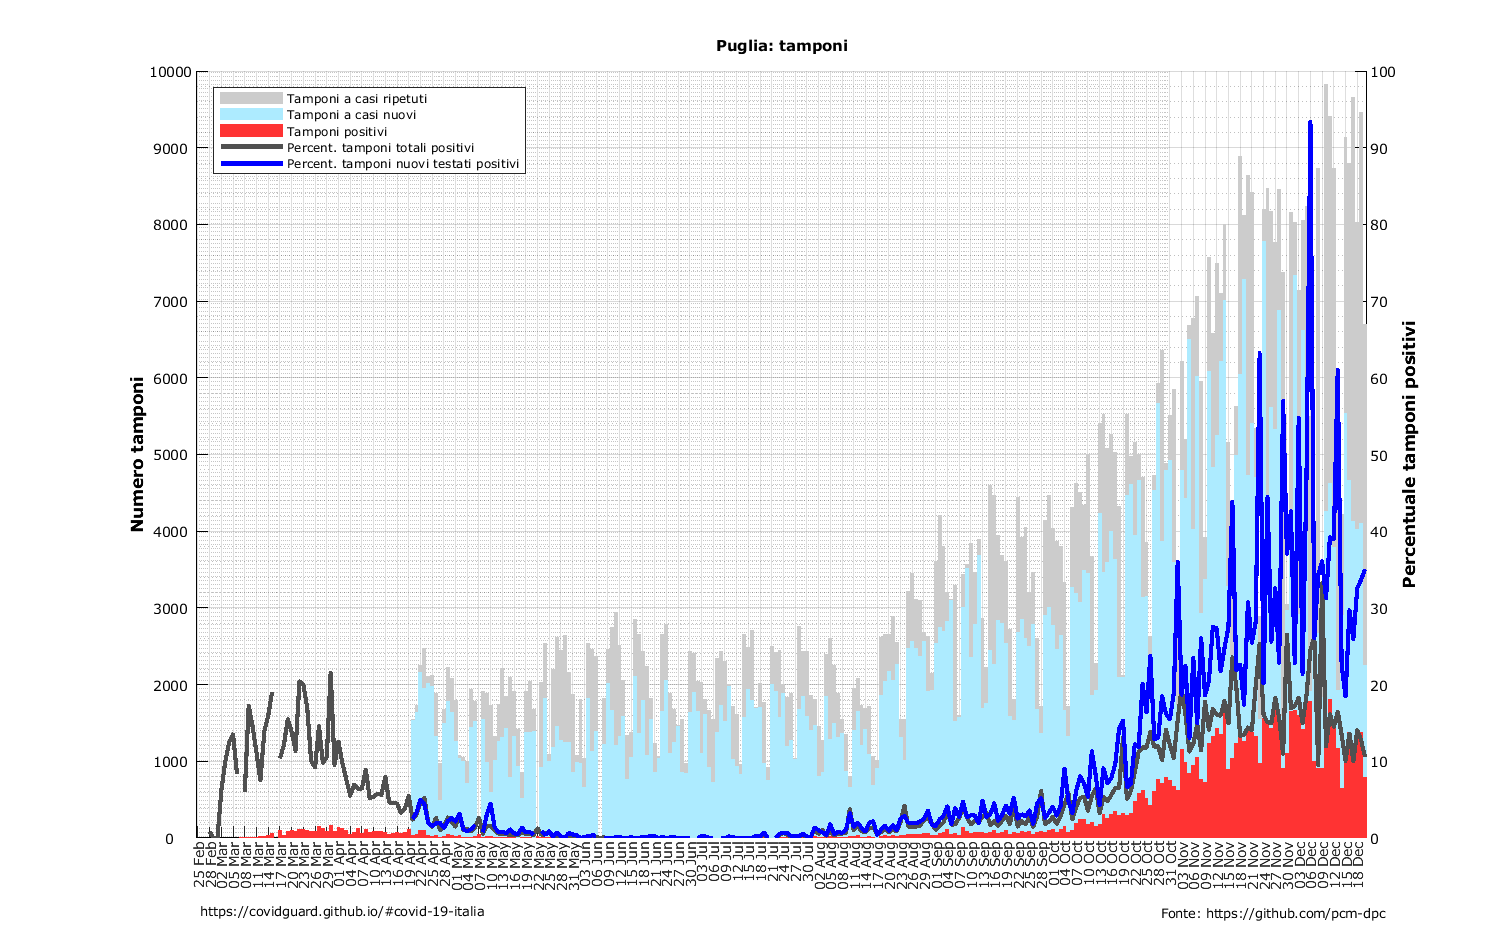 Puglia: tamponi
Tamponi a casi ripetuti
Tamponi a casi nuovi
Tamponi positivi
Percent. tamponi totali positivi
Percent. tamponi nuovi testati positivi
Numero tamponi
10000
9000
8000
7000
6000
5000
4000
3000
2000
1000
0
Percentuale tamponi positivi
100
90
80
70
60
50
40
30
20
10
0
25 Feb
28 Feb
02 Mar
05 Mar
08 Mar
11 Mar
14 Mar
17 Mar
20 Mar
23 Mar
26 Mar
29 Mar
01 Apr
04 Apr
07 Apr
10 Apr
13 Apr
16 Apr
19 Apr
22 Apr
25 Apr
28 Apr
01 May
04 May
07 May
10 May
13 May
16 May
19 May
22 May
25 May
28 May
31 May
03 Jun
06 Jun
09 Jun
12 Jun
15 Jun
18 Jun
21 Jun
24 Jun
27 Jun
30 Jun
03 Jul
06 Jul
09 Jul
12 Jul
15 Jul
18 Jul
21 Jul
24 Jul
27 Jul
30 Jul
02 Aug
05 Aug
08 Aug
11 Aug
14 Aug
17 Aug
20 Aug
23 Aug
26 Aug
29 Aug
01 Sep
04 Sep
07 Sep
10 Sep
13 Sep
16 Sep
19 Sep
22 Sep
25 Sep
28 Sep
01 Oct
04 Oct
07 Oct
10 Oct
13 Oct
16 Oct
19 Oct
22 Oct
25 Oct
28 Oct
31 Oct
03 Nov
06 Nov
09 Nov
12 Nov
15 Nov
18 Nov
21 Nov
24 Nov
27 Nov
30 Nov
03 Dec
06 Dec
09 Dec
12 Dec
15 Dec
18 Dec
https://covidguard.github.io/#covid-19-italia
Fonte: https://github.com/pcm-dpc